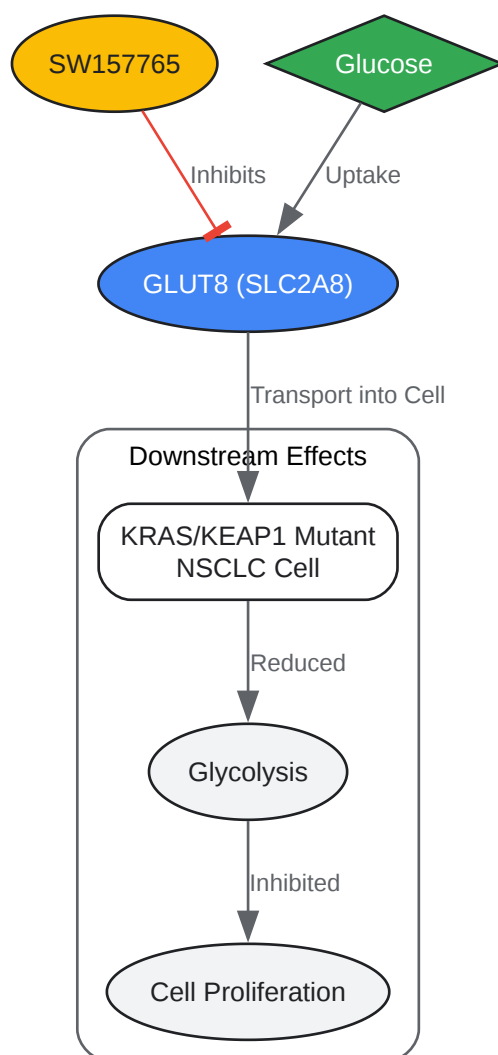 SW157765
Glucose
Inhibits
Uptake
GLUT8 (SLC2A8)
Transport into Cell
Downstream Effects
KRAS/KEAP1 Mutant
NSCLC Cell
Reduced
Glycolysis
Inhibited
Cell Proliferation